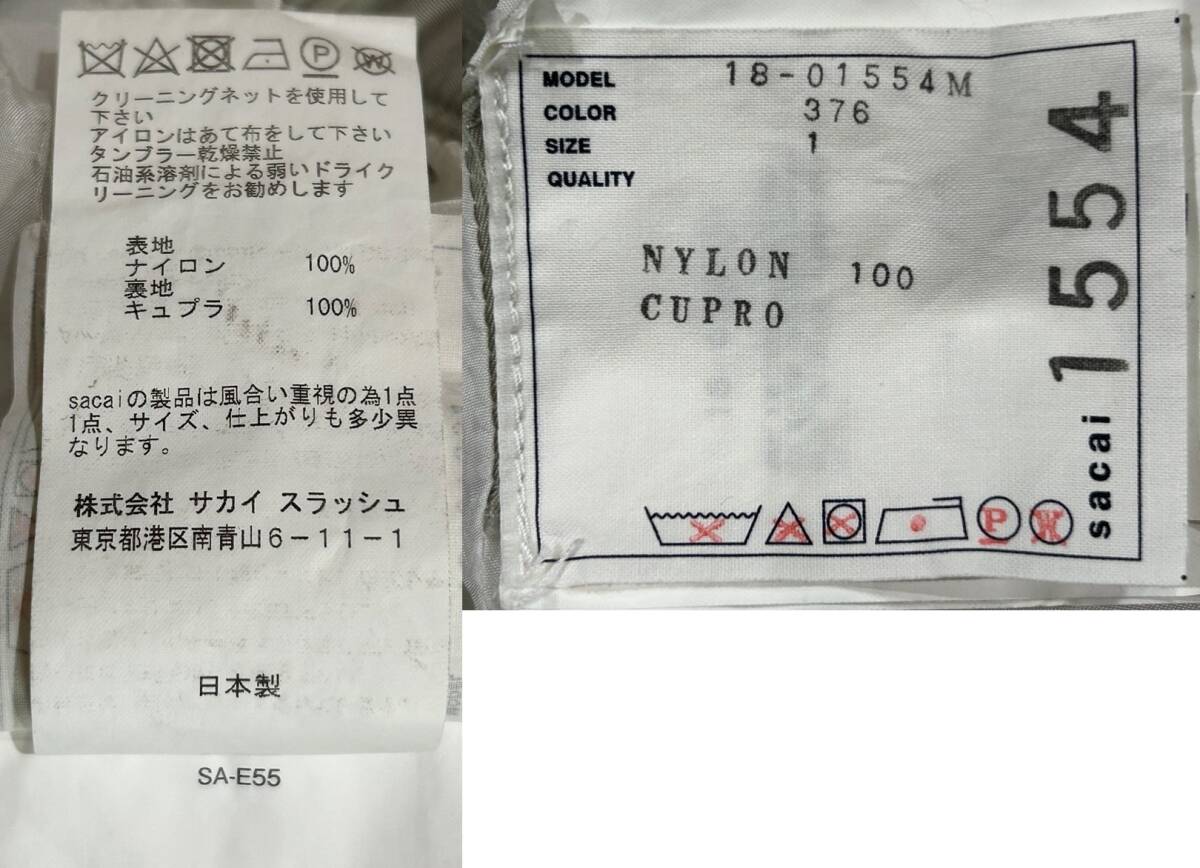 P W
クリーニングネットを使用して
下さい
アイロンはあて布をして下さい
タンブラー乾燥禁止
石油系溶剤による弱いドライク
リーニングをお勧めします
表地
ナイロン 100%
裏地
キュプラ 100%
sacaiの製品は風合い重視の為1点
1点、サイズ、仕上がりも多少異
なります。
株式会社 サカイ スラッシュ
東京都港区南青山6-11-1
日本製
SA-E55
MODEL 18-01554M
COLOR 376
SIZE 1
QUALITY
NYLON 100
CUPRO
P W
sacai 1554